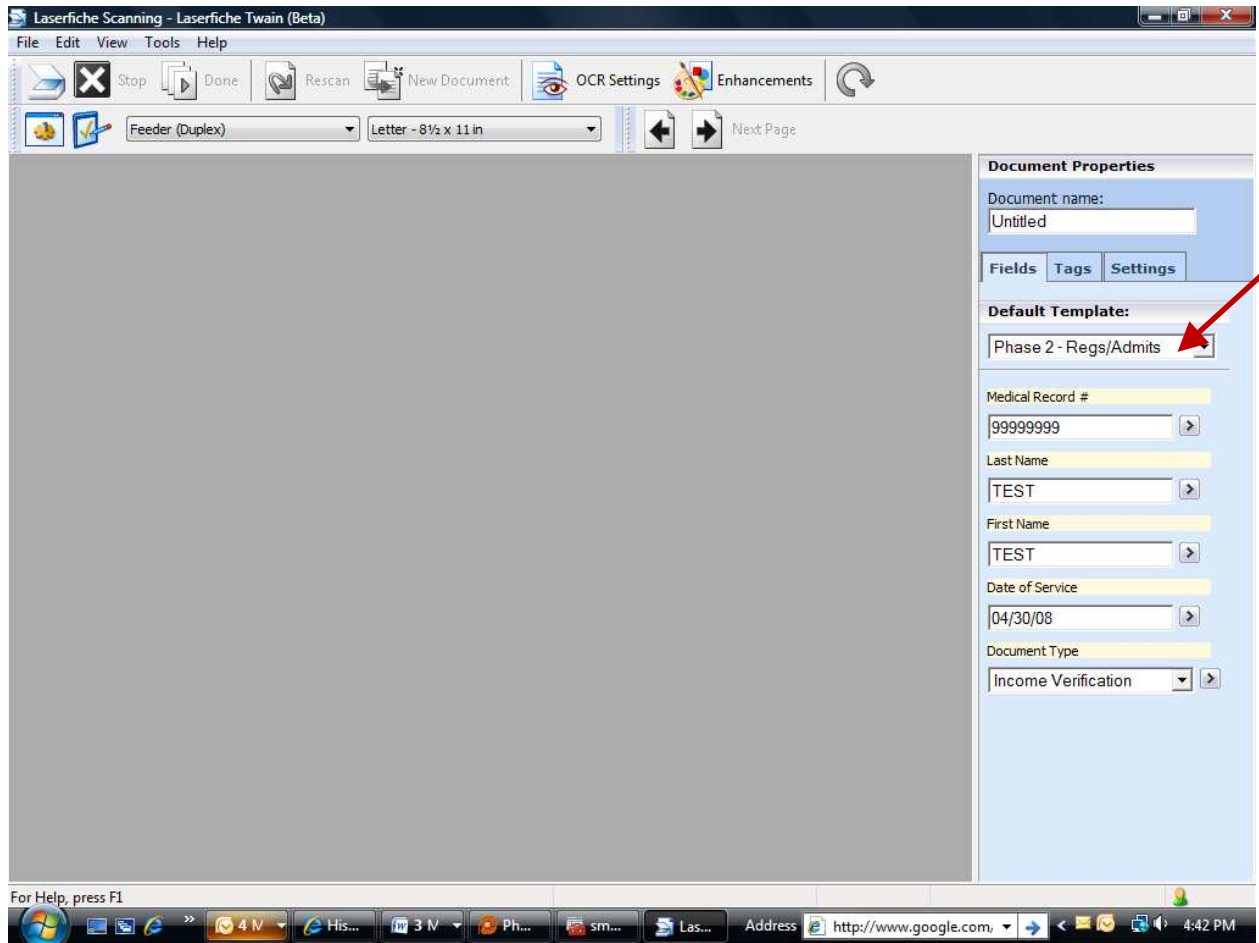 Laserfiche Scanning - Laserfiche Twain (Beta)
File Edit View Tools Help
Stop Done Rescan New Document OCR Settings Enhancements
Feeder (Duplex) Letter - 8½ x 11 in Next Page
Document Properties
Document name:
Untitled
Fields Tags Settings
Default Template:
Phase 2 - Regs/Admits
Medical Record #
99999999
Last Name
TEST
First Name
TEST
Date of Service
04/30/08
Document Type
Income Verification
For Help, press F1
4 M His... 3 M Ph... sm... Las... Address http://www.google.com/ 4:42 PM